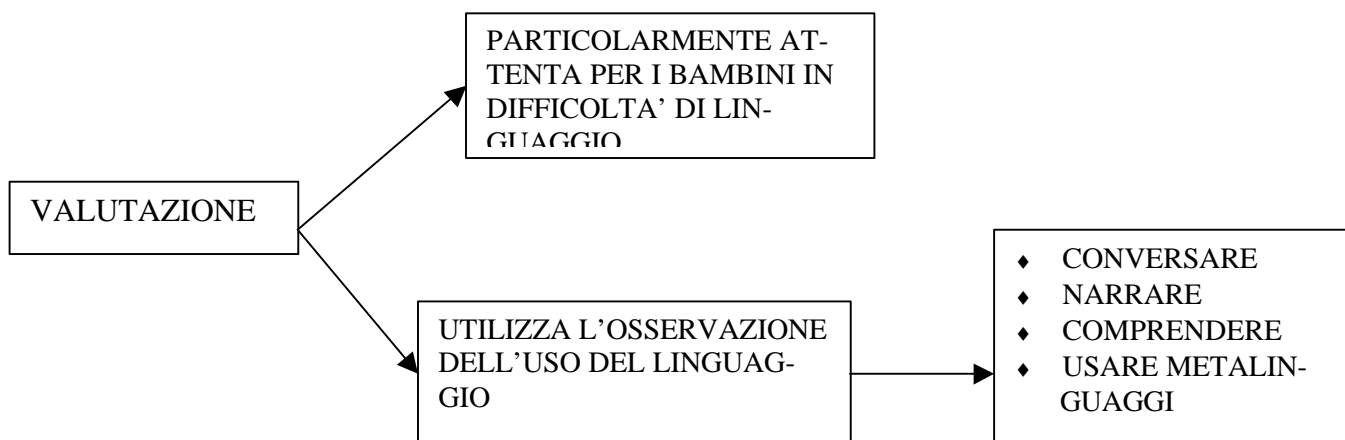 PARTICOLARMENTE AT-
TENTA PER I BAMBINI IN
DIFFICOLTA’ DI LIN-
GUAGGIO
VALUTAZIONE
UTILIZZA L’OSSERVAZIONE
DELL’USO DEL LINGUAG-
GIO
♦ CONVERSARE
♦ NARRARE
♦ COMPRENDERE
♦ USARE METALIN-
GUAGGI